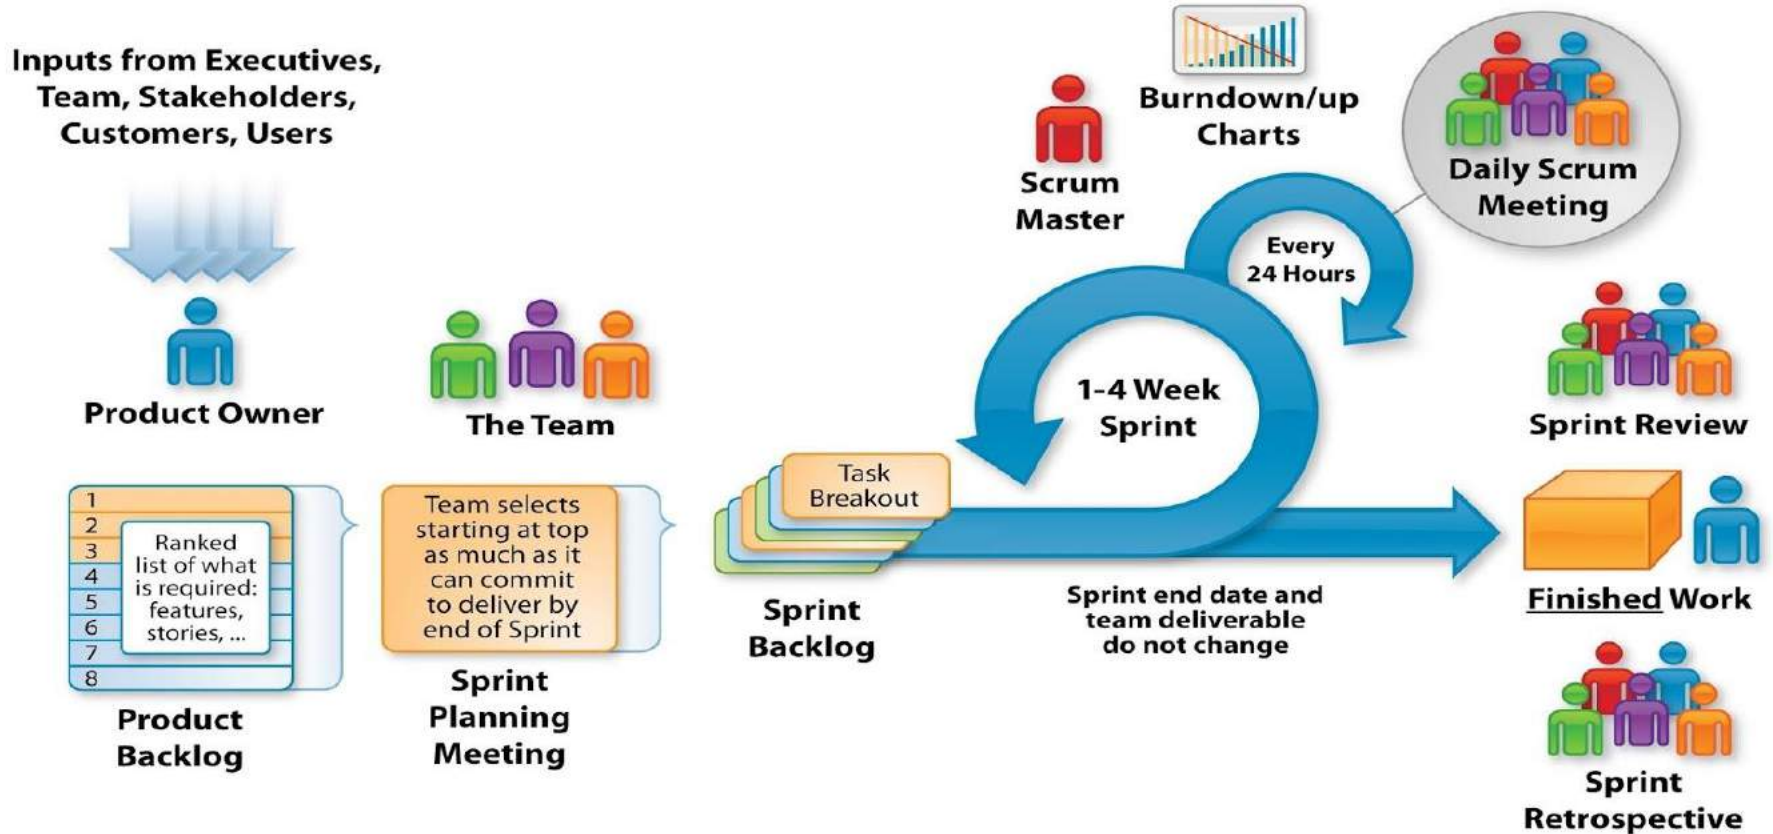 Inputs from Executives,
Team, Stakeholders,
Customers, Users
Product Owner
The Team
1
2
3
4
5
6
7
8
Ranked
list of what
is required:
features,
stories, ...
Product
Backlog
Team selects
starting at top
as much as it
can commit
to deliver by
end of Sprint
Sprint
Planning
Meeting
Task
Breakout
Sprint
Backlog
Scrum
Master
Burndown/up
Charts
Daily Scrum
Meeting
Every
24 Hours
1-4 Week
Sprint
Sprint end date and
team deliverable
do not change
Sprint Review
Finished Work
Sprint
Retrospective